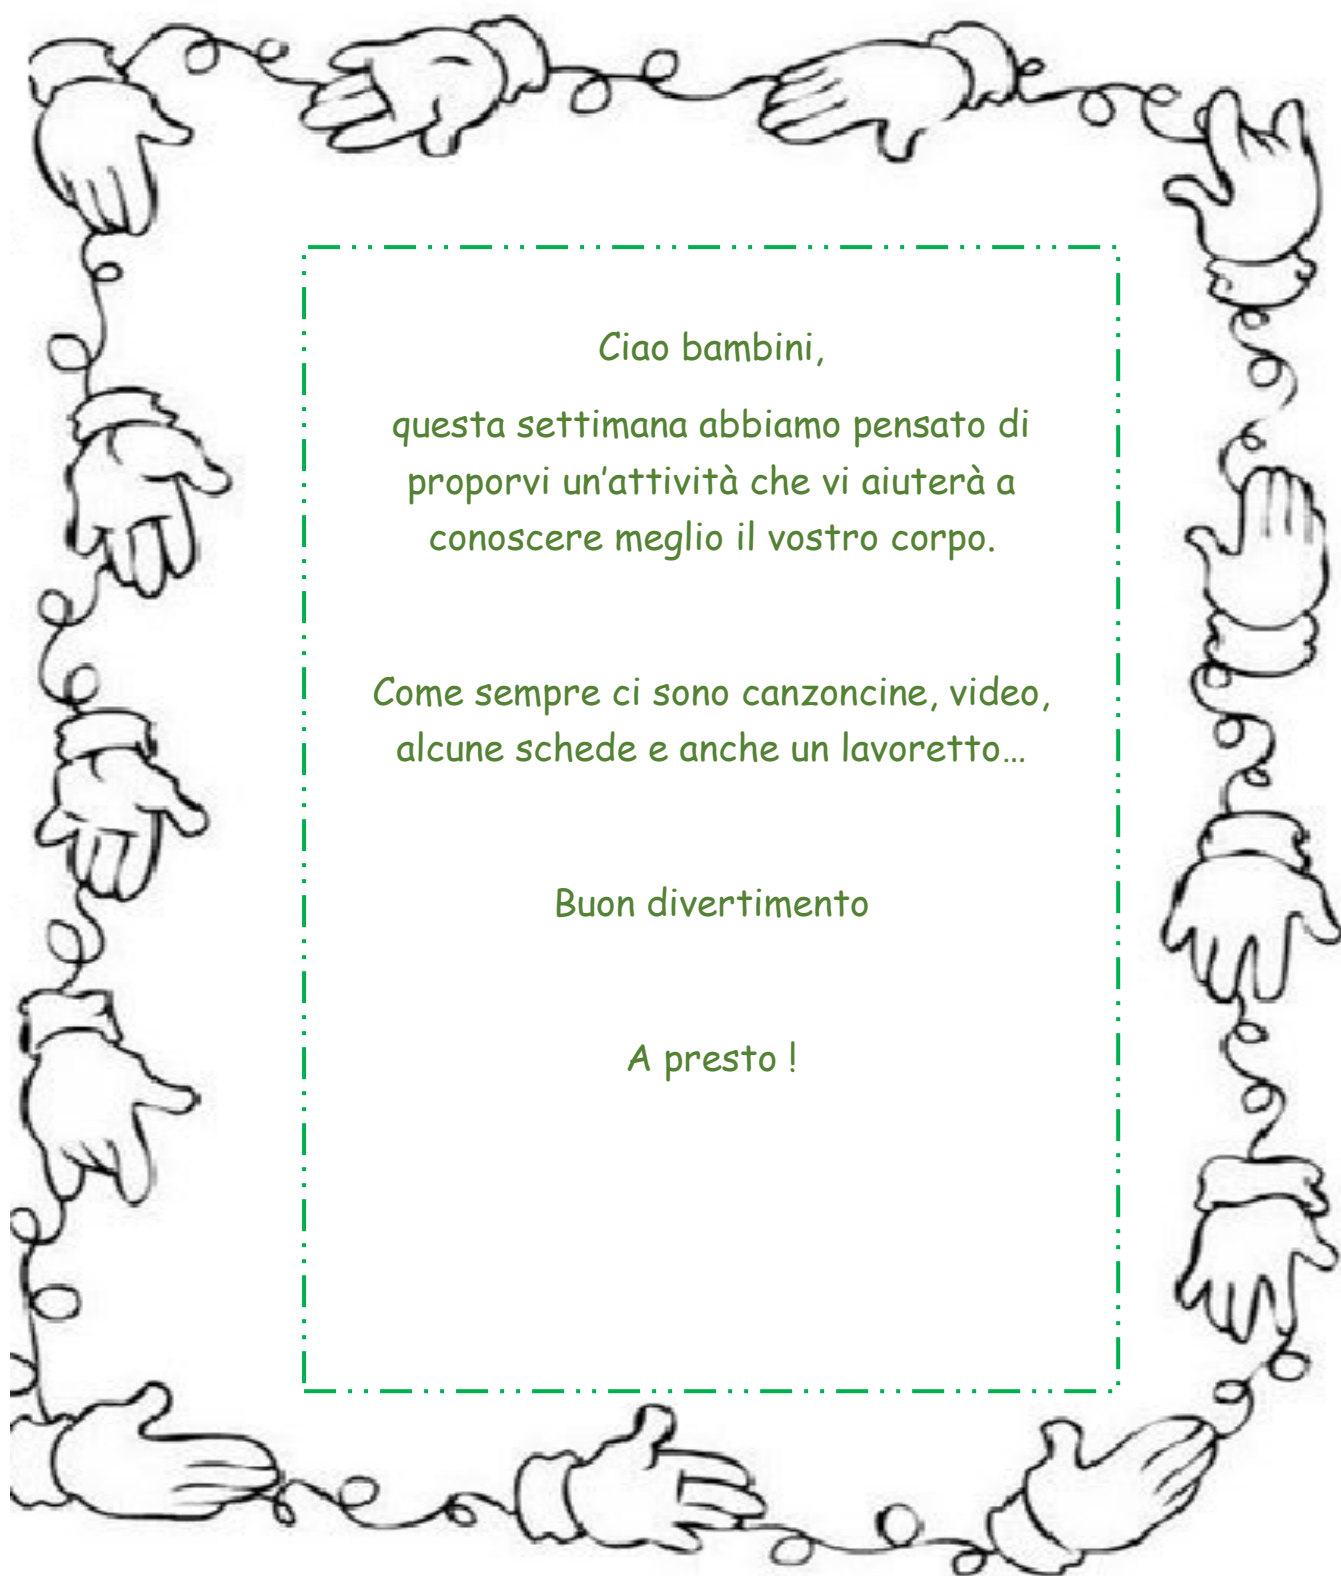 Ciao bambini,
questa settimana abbiamo pensato di
proporvi un’attività che vi aiuterà a
conoscere meglio il vostro corpo.
Come sempre ci sono canzoncine, video,
alcune schede e anche un lavoretto…
Buon divertimento
A presto !